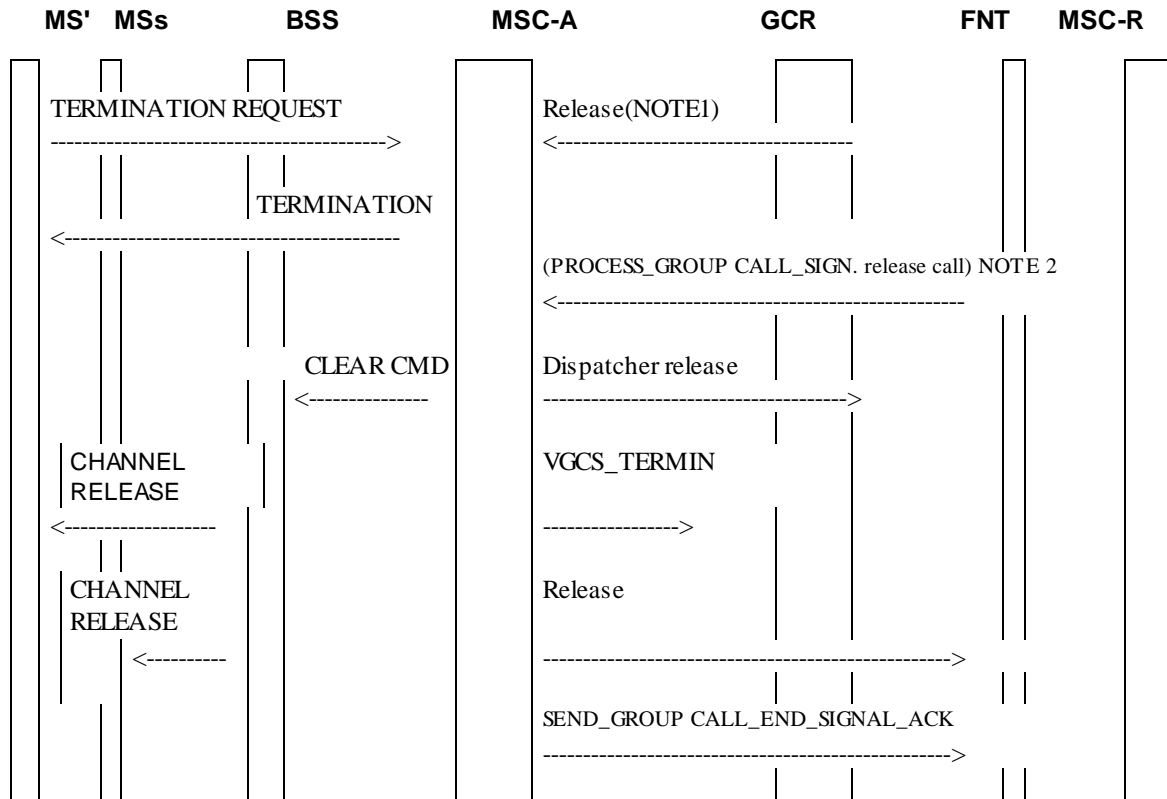 MS' MSs BSS MSC-A GCR FNT MSC-R
TERMINATION REQUEST Release(NOTE1)
TERMINATION
(PROCESS_GROUP CALL_SIGN. release call) NOTE 2
CLEAR CMD Dispatcher release
CHANNEL VGCS_TERMIN
RELEASE
CHANNEL Release
RELEASE
SEND_GROUP CALL_END_SIGNAL_ACK